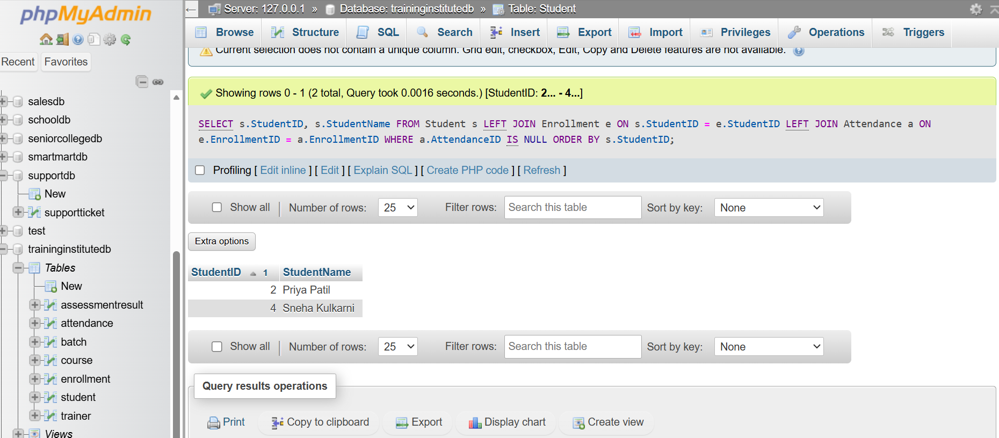 phpMyAdmin
Recent
Favorites
salesdb
schooldb
seniorcollegedb
smartmartdb
supportdb
New
supportticket
test
traininginstitutedb
Tables
New
assessmentresult
attendance
batch
course
enrollment
student
trainer
Views
Server: 127.0.0.1 » Database: traininginstitutedb » Table: Student
Browse Structure SQL Search Insert Export Import Privileges Operations Triggers
Current selection does not contain a unique column. Grid edit, checkbox, Edit, Copy and Delete features are not available.
Showing rows 0 - 1 (2 total, Query took 0.0016 seconds.) [StudentID: 2... - 4...]
SELECT s.StudentID, s.StudentName FROM Student s LEFT JOIN Enrollment e ON s.StudentID = e.StudentID LEFT JOIN Attendance a ON
e.EnrollmentID = a.EnrollmentID WHERE a.AttendanceID IS NULL ORDER BY s.StudentID;
Profiling [ Edit inline ] [ Edit ] [ Explain SQL ] [ Create PHP code ] [ Refresh ]
Show all | Number of rows: 25 Filter rows: Search this table Sort by key: None
Extra options
StudentID 1 StudentName
2 Priya Patil
4 Sneha Kulkarni
Show all | Number of rows: 25 Filter rows: Search this table Sort by key: None
Query results operations
Print Copy to clipboard Export Display chart Create view